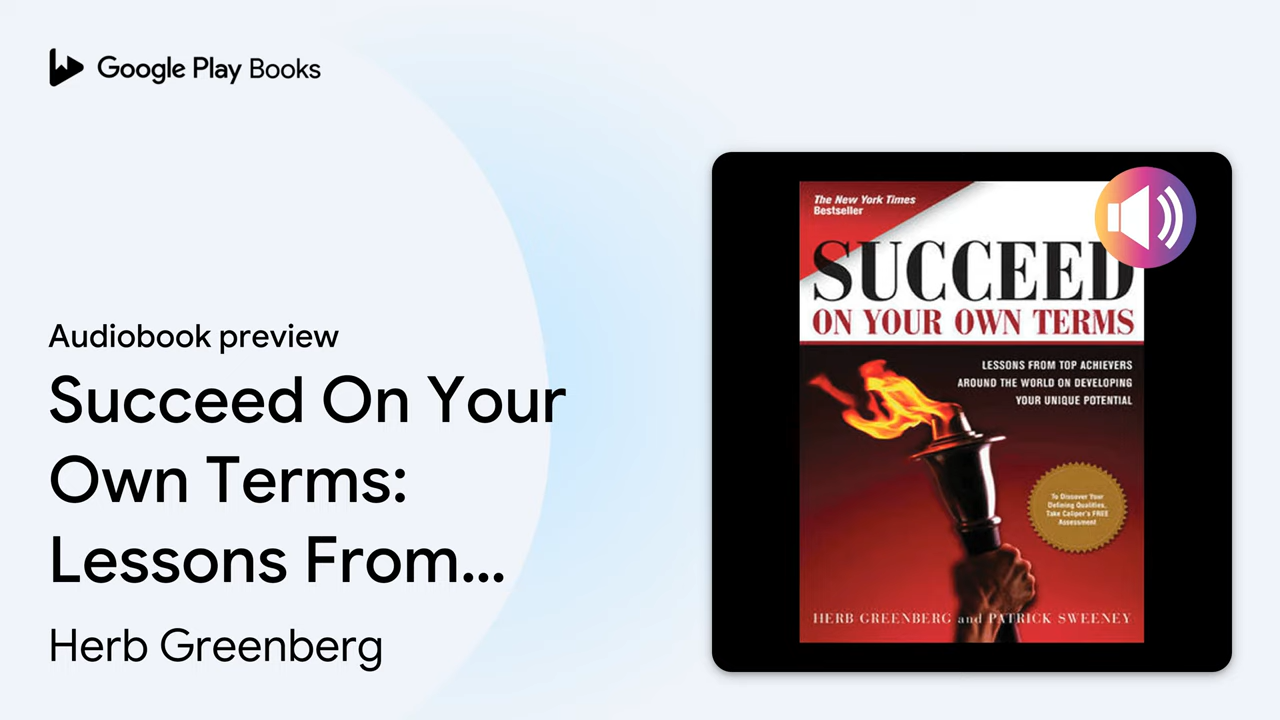 Google Play Books
Audiobook preview
Succeed On Your
Own Terms:
Lessons From...
Herb Greenberg
The New York Times
Bestseller
SUCCEED
ON YOUR OWN TERMS
LESSONS FROM TOP ACHIEVERS
AROUND THE WORLD ON DEVELOPING
YOUR UNIQUE POTENTIAL
To Discover Your
Defining Qualities,
Take Caliper's FREE
Assessment
HERB GREENBERG and PATRICK SWEENEY